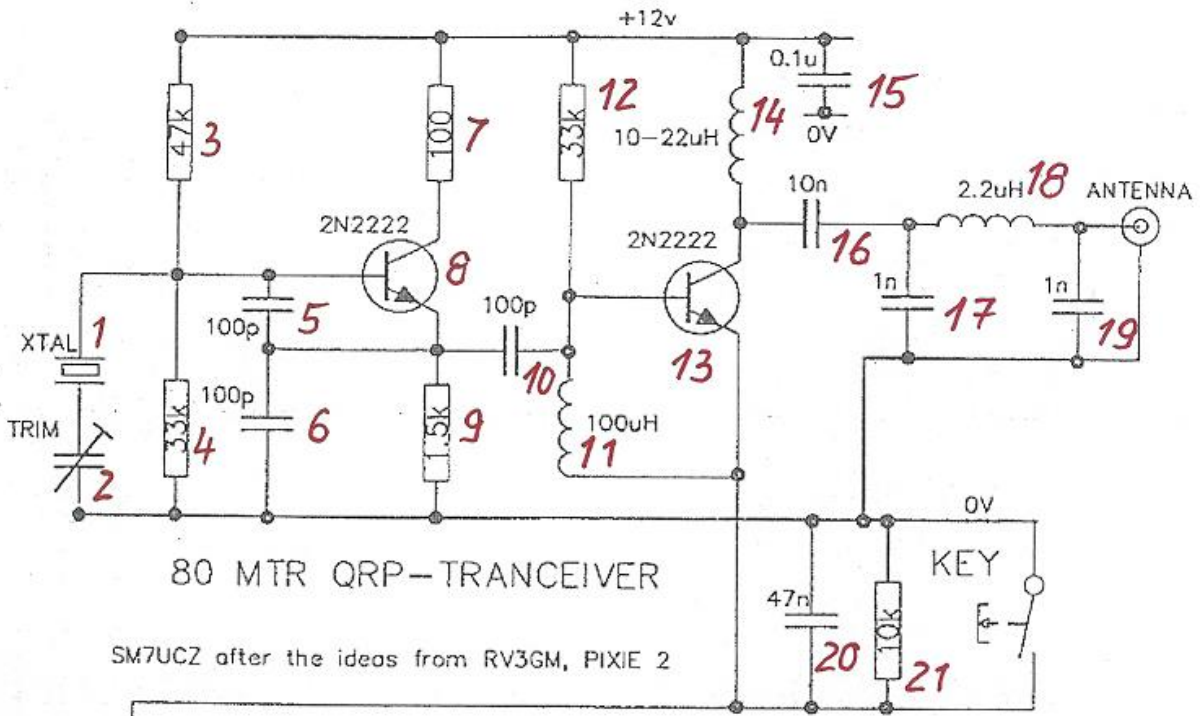 +12v
47k 3
100 7
33k 12
10-22uH 14
0.1u 15
0V
2N2222 8
2N2222 13
10n 16
2.2uH 18 ANTENNA
1n 17
1n 19
XTAL 1
TRIM 2
33k 4
100p 5
100p 6
1.5k 9
100p 10
100uH 11
0V
80 MTR QRP-TRANCEIVER
KEY
47n 20
10k 21
SM7UCZ after the ideas from RV3GM, PIXIE 2